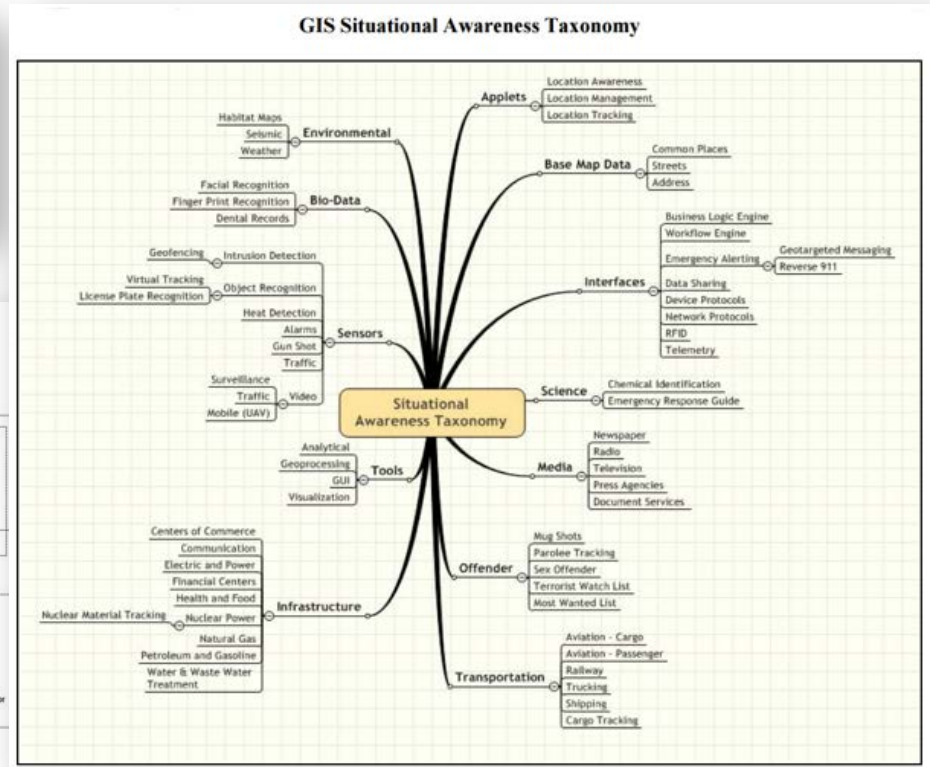 GIS Situational Awareness Taxonomy
Situational
Awareness Taxonomy
Environmental
Habitat Maps
Seismic
Weather
Bio-Data
Facial Recognition
Finger Print Recognition
Dental Records
Sensors
Intrusion Detection
Geofencing
Object Recognition
Virtual Tracking
License Plate Recognition
Heat Detection
Alarms
Gun Shot
Traffic
Video
Surveillance
Traffic
Mobile (UAV)
Tools
Analytical
Geoprocessing
GUI
Visualization
Infrastructure
Centers of Commerce
Communication
Electric and Power
Financial Centers
Health and Food
Nuclear Power
Nuclear Material Tracking
Natural Gas
Petroleum and Gasoline
Water & Waste Water
Treatment
Applets
Location Awareness
Location Management
Location Tracking
Base Map Data
Common Places
Streets
Address
Interfaces
Business Logic Engine
Workflow Engine
Emergency Alerting
Geotargeted Messaging
Reverse 911
Data Sharing
Device Protocols
Network Protocols
RFID
Telemetry
Science
Chemical Identification
Emergency Response Guide
Media
Newspaper
Radio
Television
Press Agencies
Document Services
Offender
Mug Shots
Parolee Tracking
Sex Offender
Terrorist Watch List
Most Wanted List
Transportation
Aviation - Cargo
Aviation - Passenger
Railway
Trucking
Shipping
Cargo Tracking